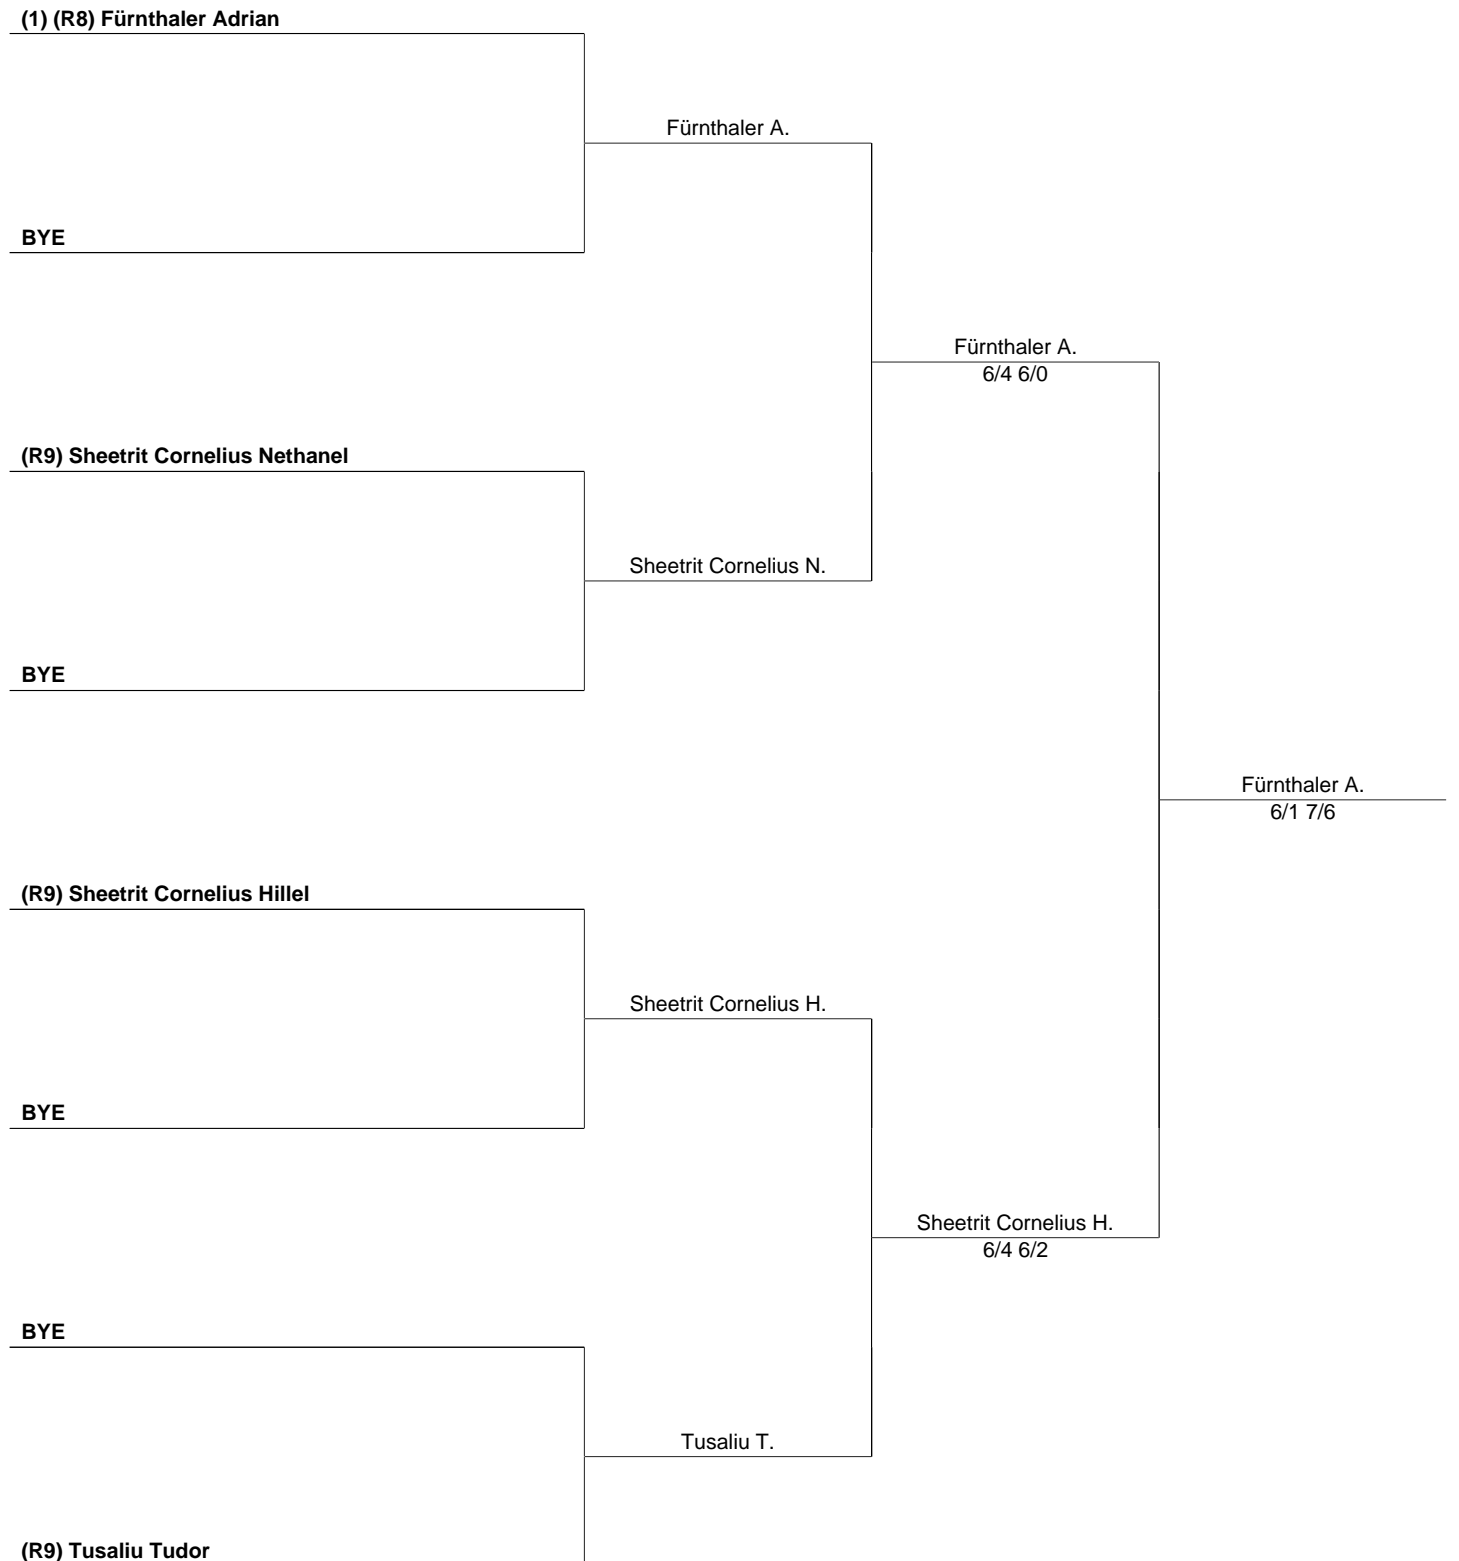 (1) (R8) Fürnthaler Adrian
Fürnthaler A.
BYE
Fürnthaler A.
6/4 6/0
(R9) Sheetrit Cornelius Nethanel
Sheetrit Cornelius N.
BYE
Fürnthaler A.
6/1 7/6
(R9) Sheetrit Cornelius Hillel
Sheetrit Cornelius H.
BYE
Sheetrit Cornelius H.
6/4 6/2
BYE
Tusaliu T.
(R9) Tusaliu Tudor